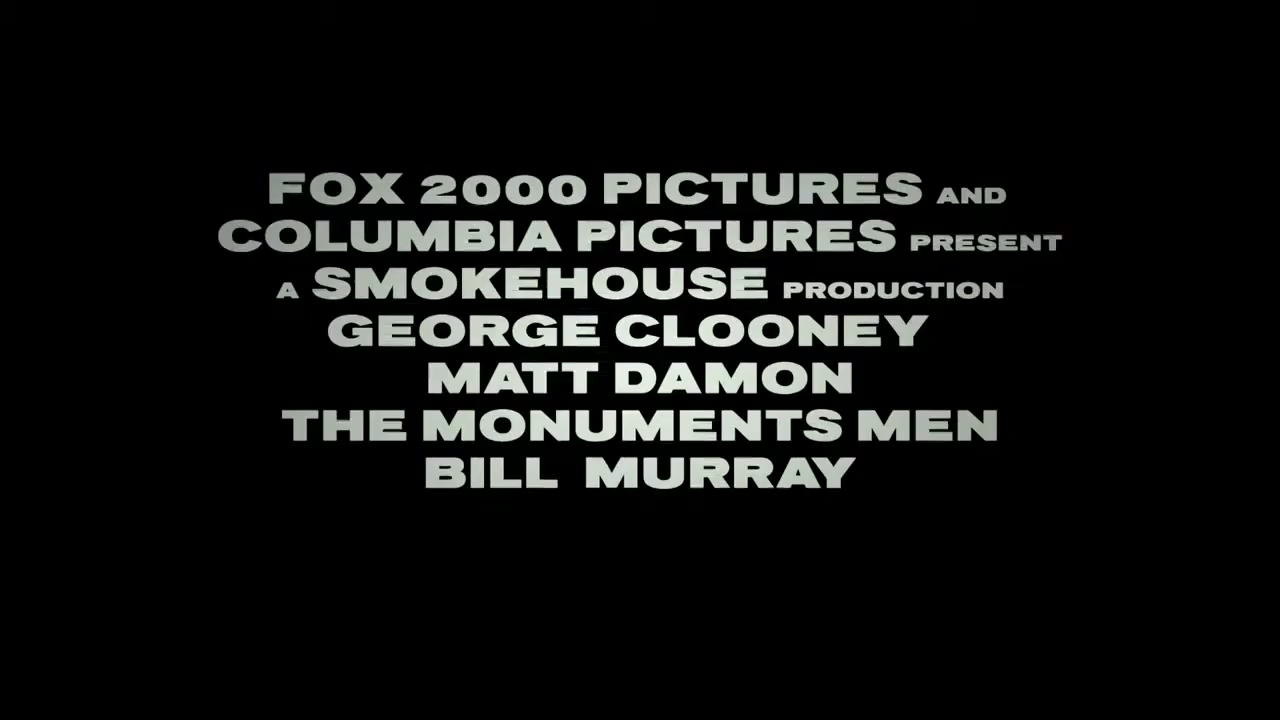 FOX 2000 PICTURES AND
COLUMBIA PICTURES PRESENT
A SMOKEHOUSE PRODUCTION
GEORGE CLOONEY
MATT DAMON
THE MONUMENTS MEN
BILL MURRAY